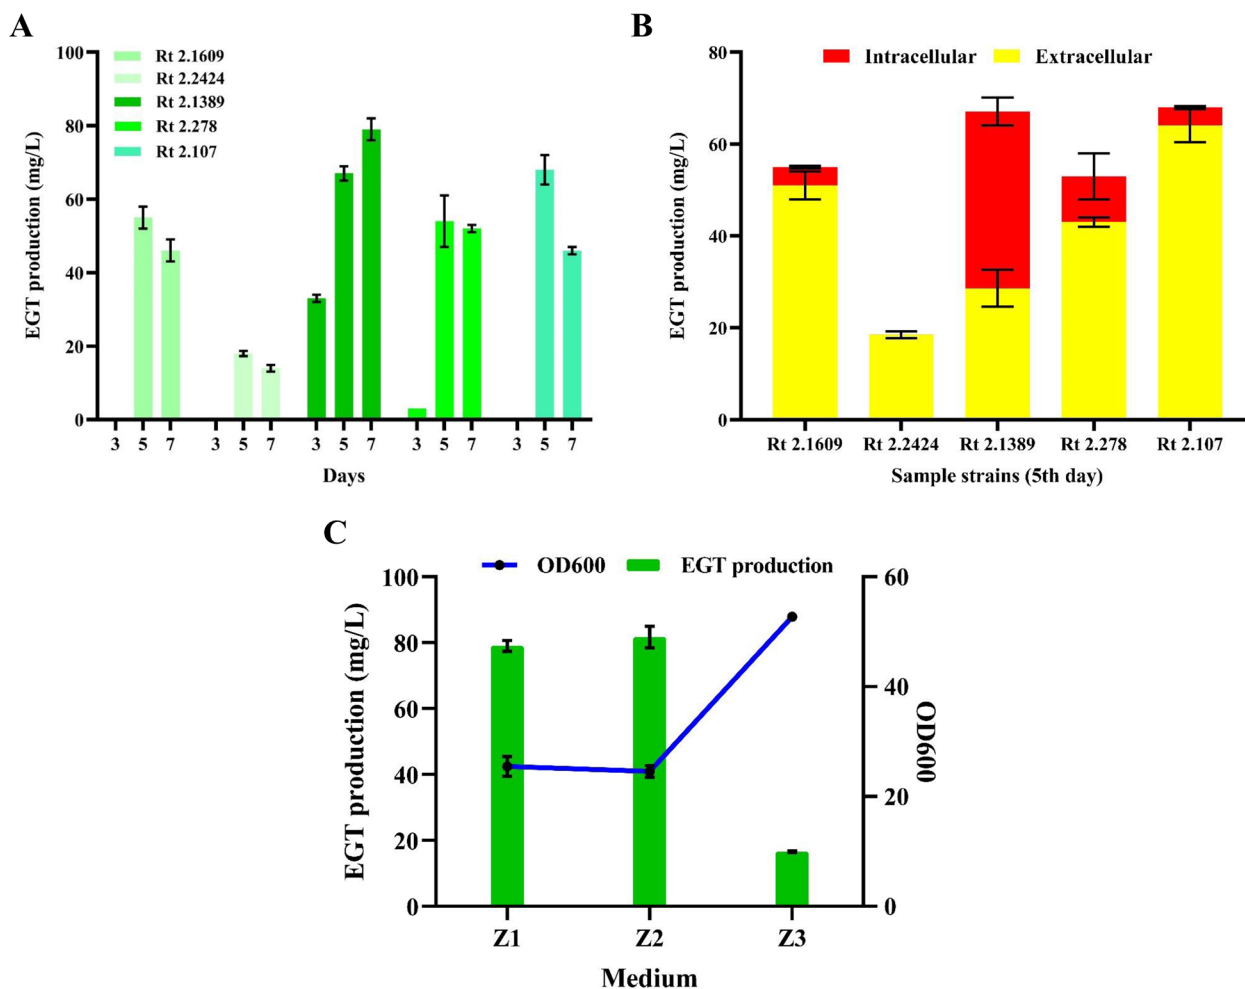 A
Rt 2.1609
Rt 2.2424
Rt 2.1389
Rt 2.278
Rt 2.107
EGT production (mg/L)
100
80
60
40
20
0
3 5 7 3 5 7 3 5 7 3 5 7 3 5 7
Days
B
Intracellular Extracellular
EGT production (mg/L)
80
60
40
20
0
Rt 2.1609 Rt 2.2424 Rt 2.1389 Rt 2.278 Rt 2.107
Sample strains (5th day)
C
OD600 EGT production
EGT production (mg/L)
100
80
60
40
20
0
60
40
20
0
OD600
Z1 Z2 Z3
Medium